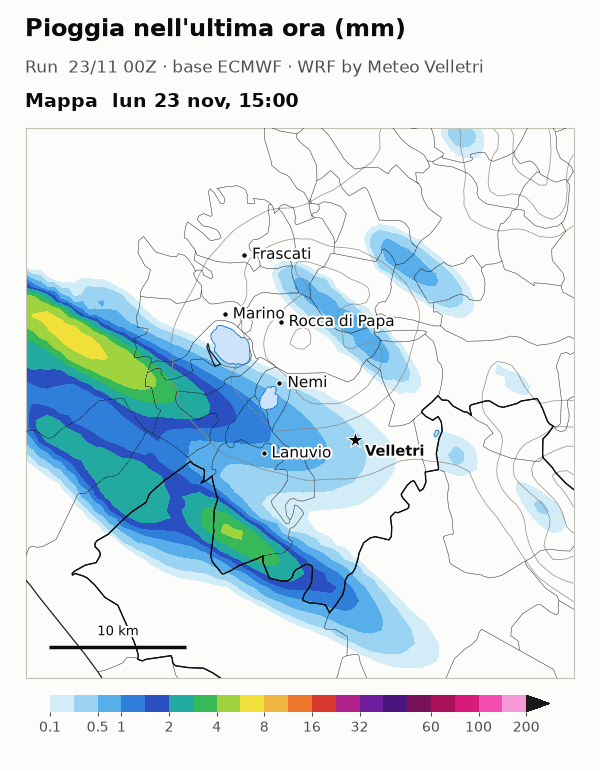 Pioggia nell'ultima ora (mm)
Run  23/11 00Z · base ECMWF · WRF by Meteo Velletri
Mappa  lun 23 nov, 15:00
Frascati
Marino
Rocca di Papa
Nemi
Velletri
Lanuvio
10 km
0.1 0.5 1 2 4 8 16 32 60 100 200